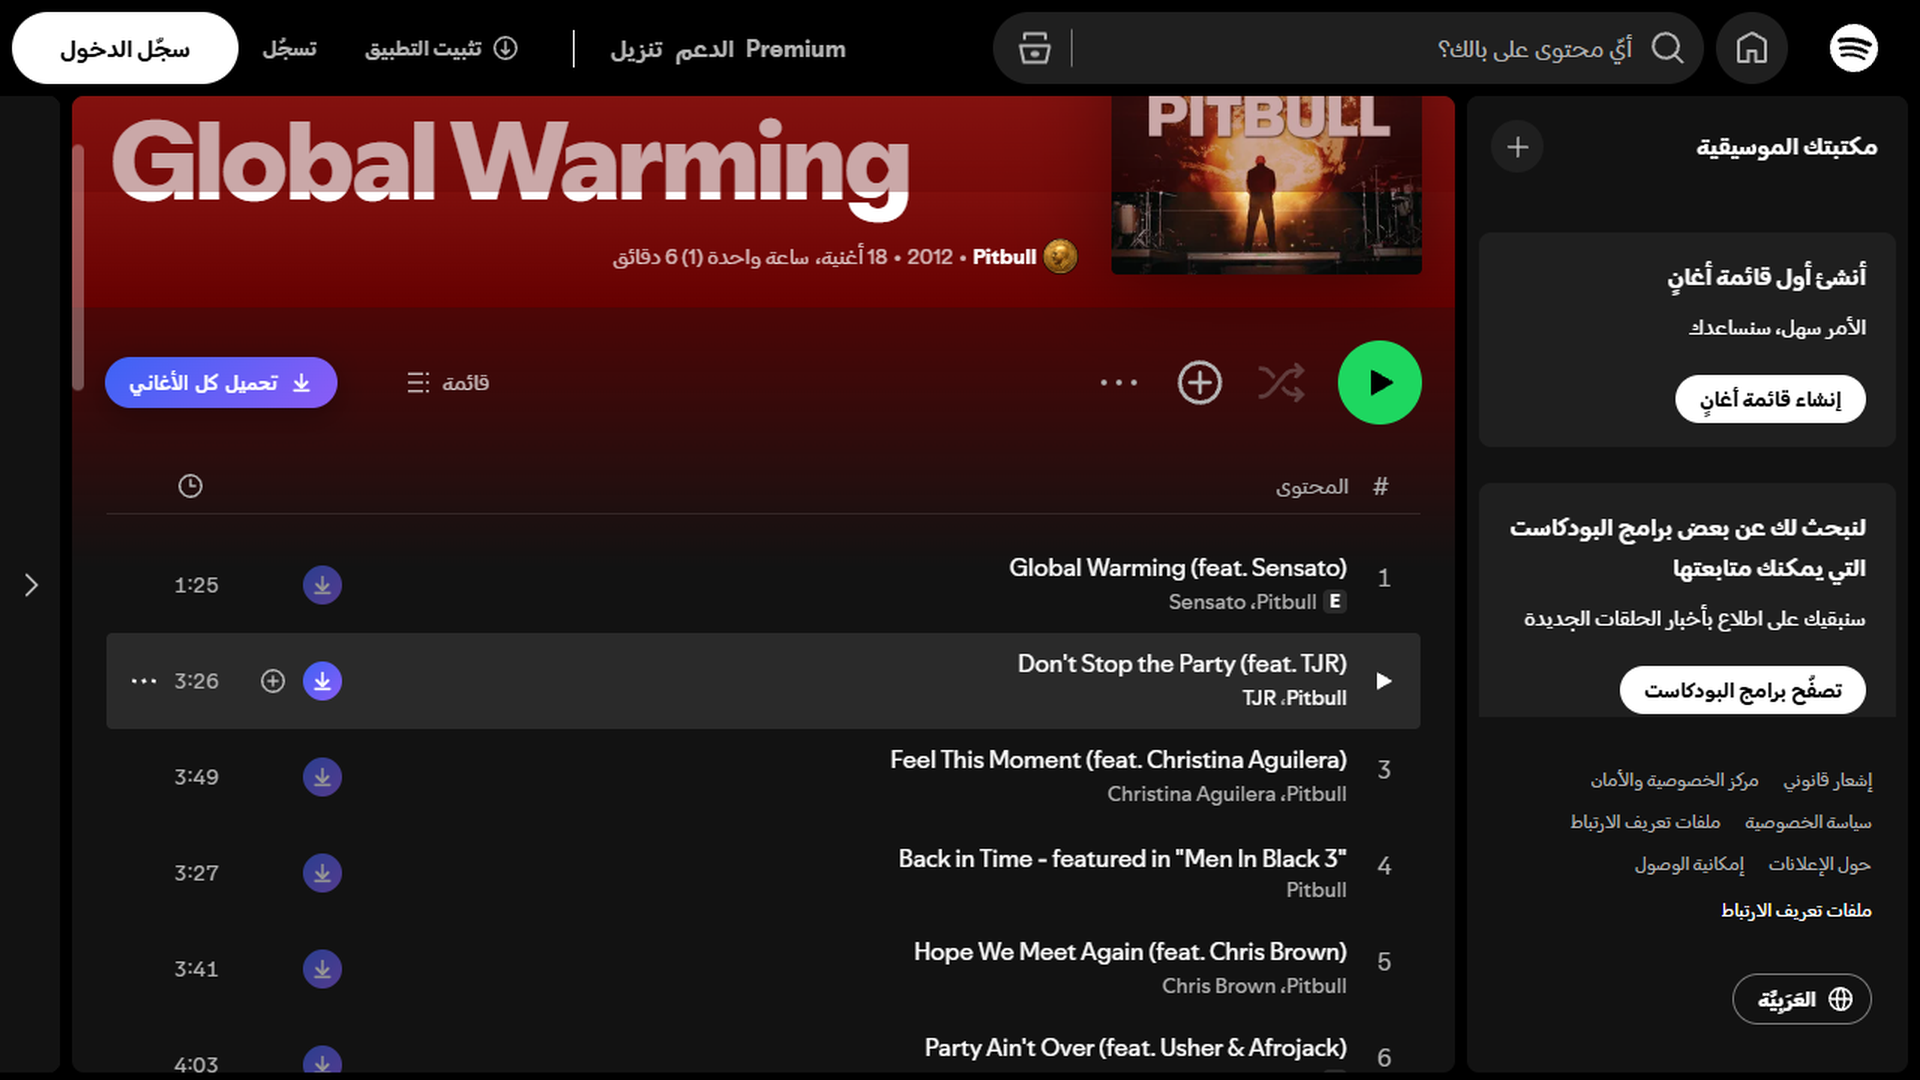 أيّ محتوى على بالك؟
Premium الدعم تنزيل
تثبيت التطبيق
تسجّل
سجّل الدخول
مكتبتك الموسيقية
أنشئ أول قائمة أغانٍ
الأمر سهل، سنساعدك
إنشاء قائمة أغانٍ
لنبحث لك عن بعض برامج البودكاست
التي يمكنك متابعتها
سنبقيك على اطلاع بأخبار الحلقات الجديدة
تصفّح برامج البودكاست
إشعار قانوني مركز الخصوصية والأمان
سياسة الخصوصية ملفات تعريف الارتباط
حول الإعلانات إمكانية الوصول
ملفات تعريف الارتباط
العَرَبِيَّة
PITBULL
Global Warming
Pitbull • 2012 • 18 أغنية، ساعة واحدة (1) 6 دقائق
قائمة
تحميل كل الأغاني
# المحتوى
1 Global Warming (feat. Sensato) 1:25
E Pitbull، Sensato
Don't Stop the Party (feat. TJR) 3:26
Pitbull، TJR
3 Feel This Moment (feat. Christina Aguilera) 3:49
Pitbull، Christina Aguilera
4 Back in Time - featured in "Men In Black 3" 3:27
Pitbull
5 Hope We Meet Again (feat. Chris Brown) 3:41
Pitbull، Chris Brown
6 Party Ain't Over (feat. Usher & Afrojack) 4:03